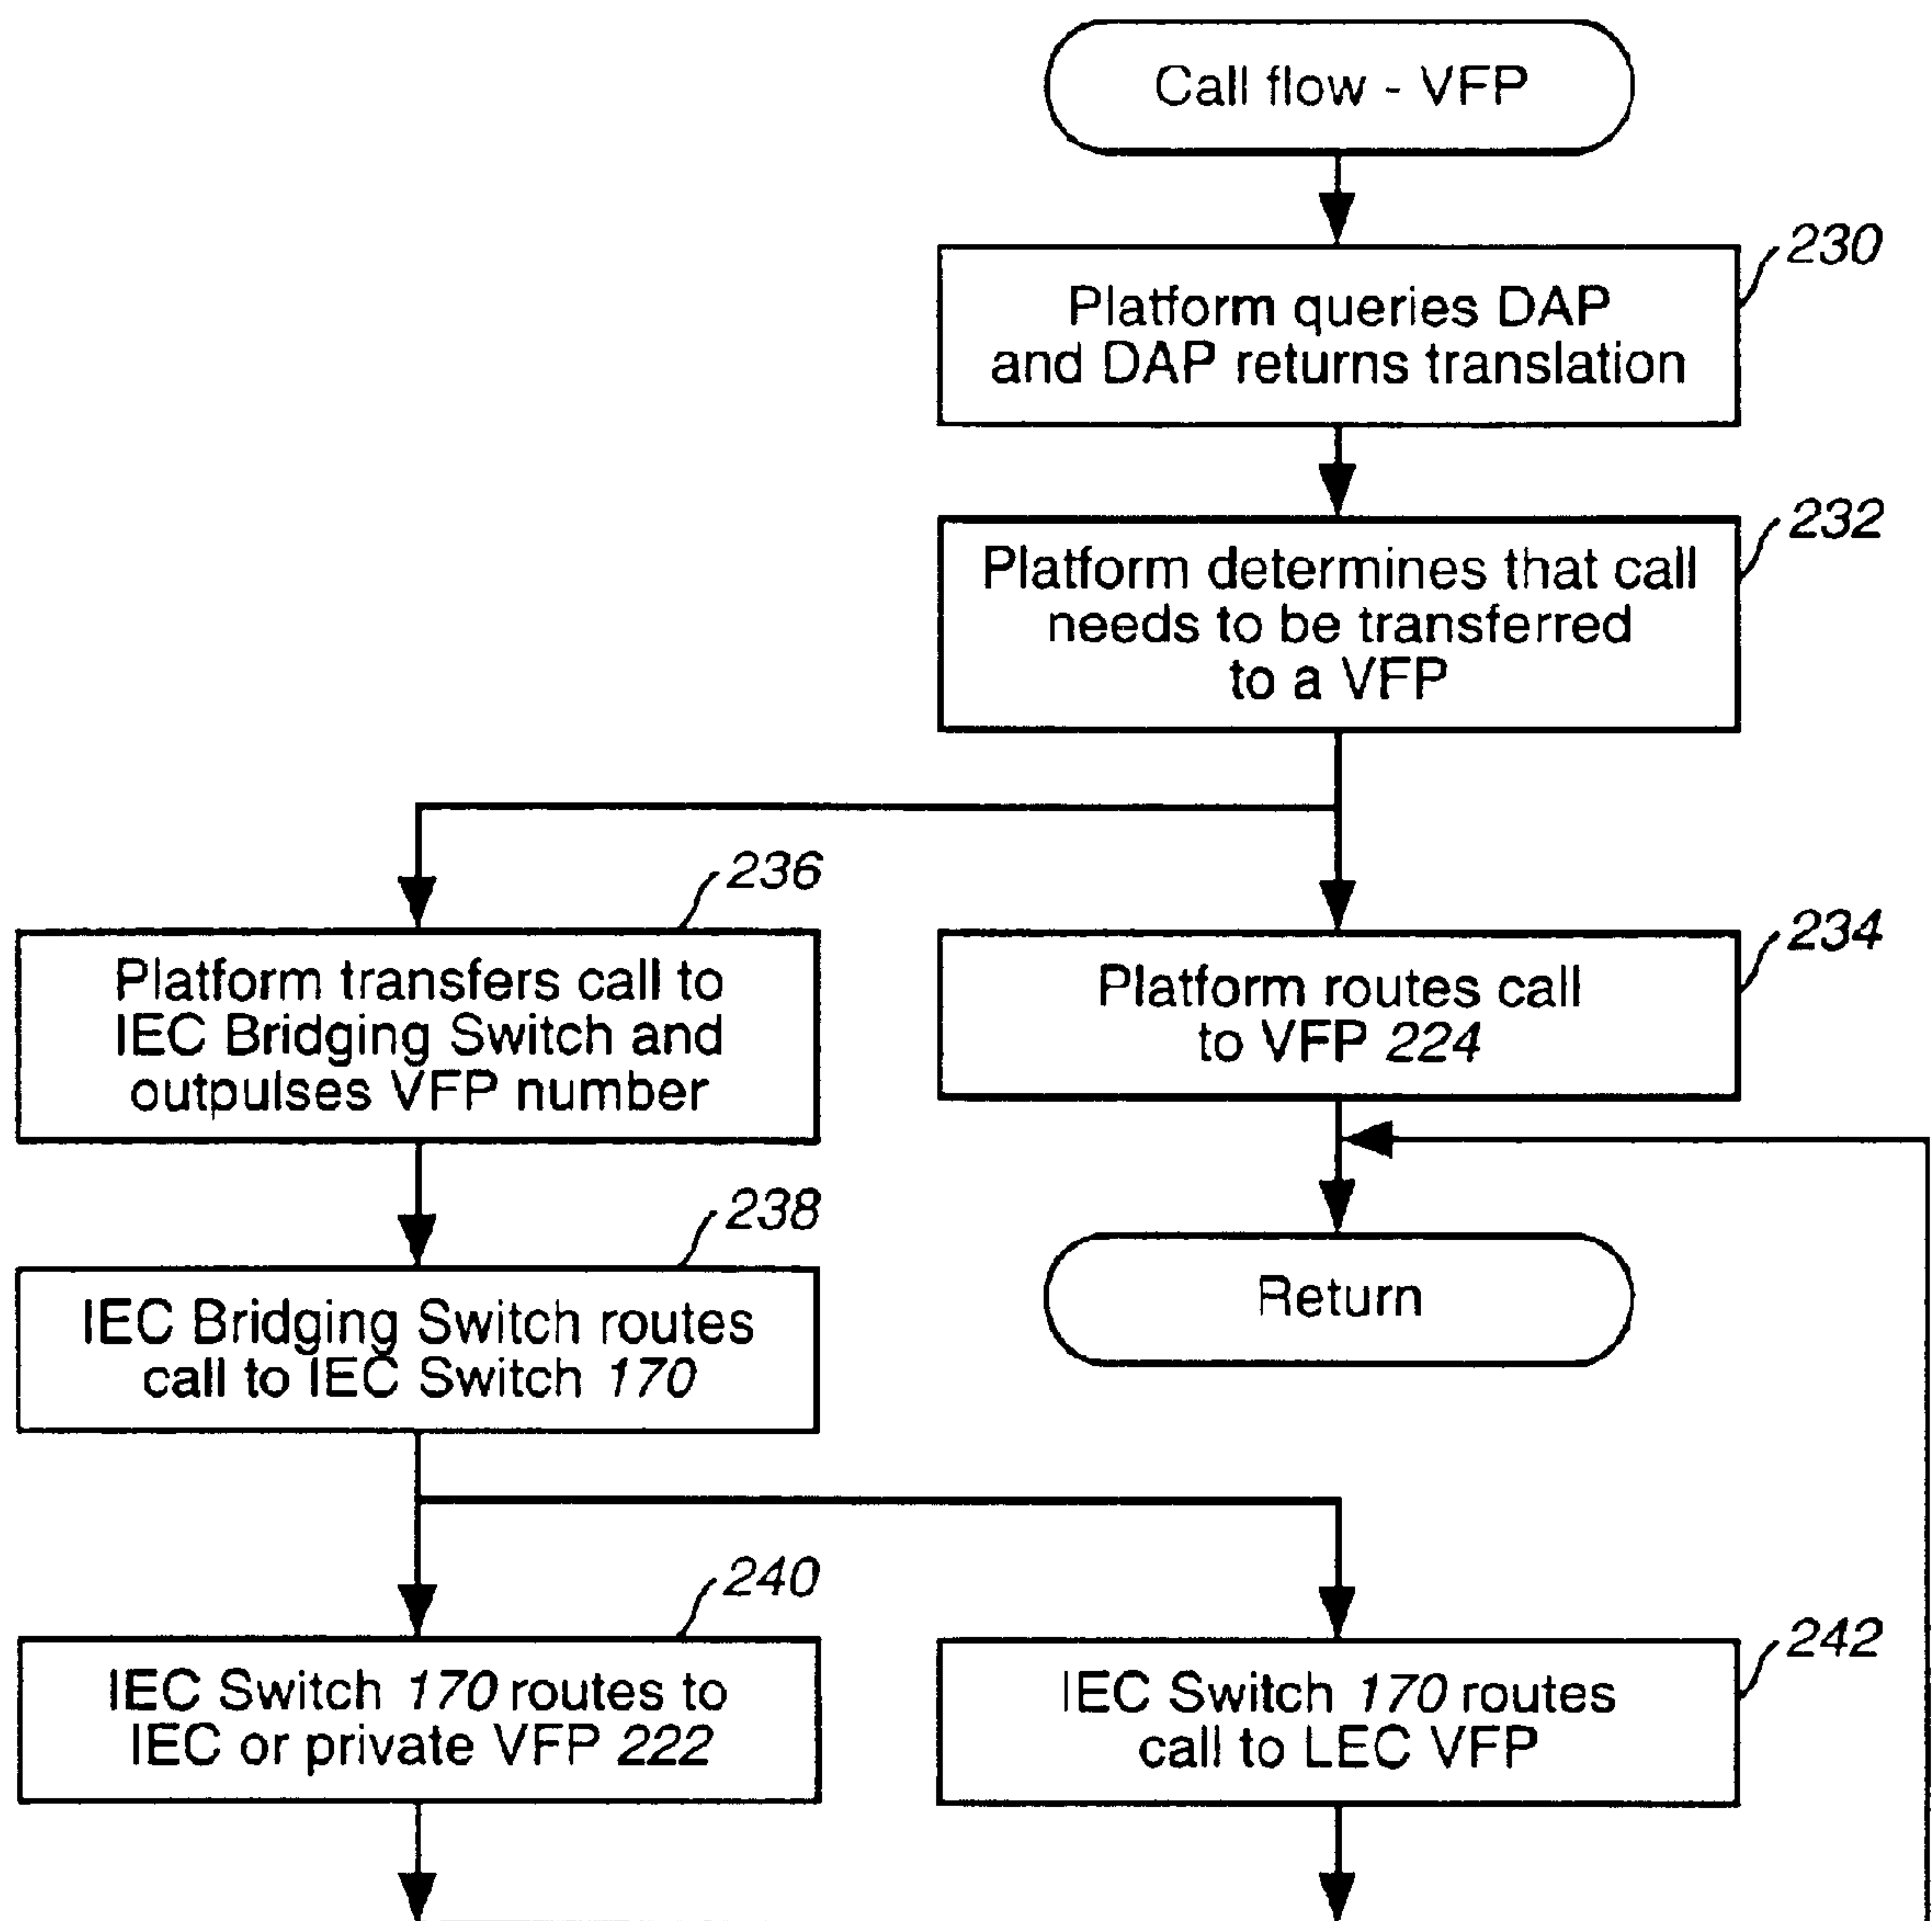 Call flow - VFP
230
Platform queries DAP
and DAP returns translation
232
Platform determines that call
needs to be transferred
to a VFP
236
Platform transfers call to
IEC Bridging Switch and
outpulses VFP number
234
Platform routes call
to VFP 224
238
IEC Bridging Switch routes
call to IEC Switch 170
Return
240
IEC Switch 170 routes to
IEC or private VFP 222
242
IEC Switch 170 routes
call to LEC VFP